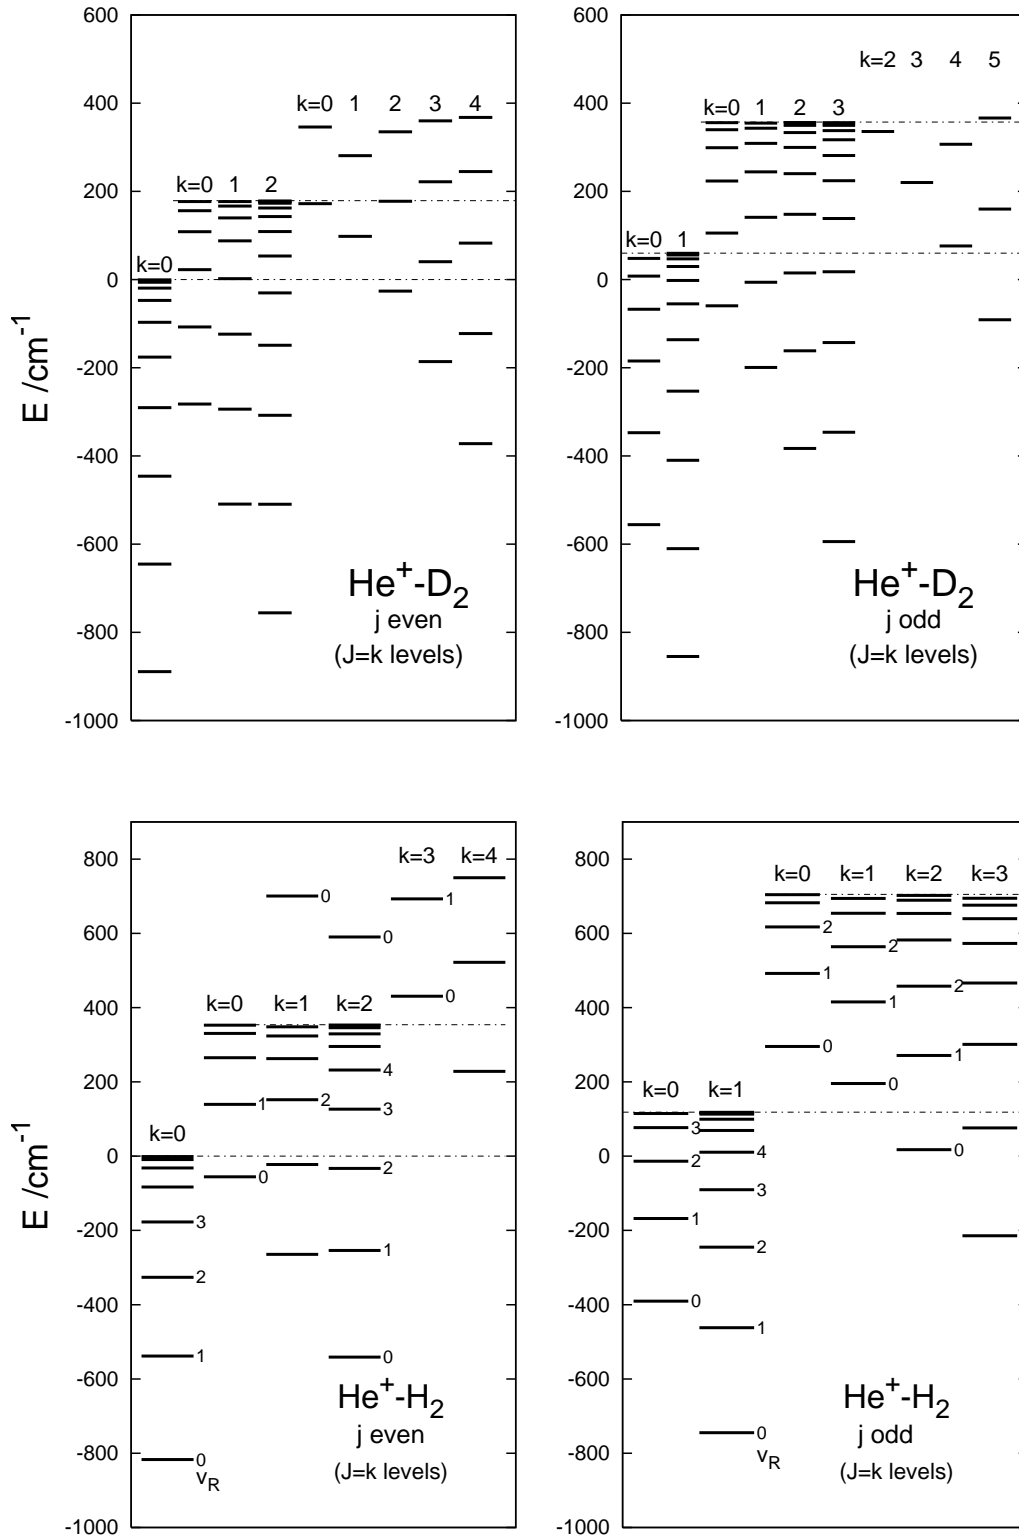 600
400
200
0
-200
-400
-600
-800
-1000
E /cm-1
k=0
k=0 1 2
k=0 1 2 3 4
He+-D2
j even
(J=k levels)
600
400
200
0
-200
-400
-600
-800
-1000
k=0 1
k=0 1 2 3
k=2 3 4 5
He+-D2
j odd
(J=k levels)
800
600
400
200
0
-200
-400
-600
-800
-1000
E /cm-1
k=3 k=4
0
1
0
0
k=0 k=1 k=2
4
1 2 3
k=0
0 2
3
1
2
1
0
0
vR
He+-H2
j even
(J=k levels)
800
600
400
200
0
-200
-400
-600
-800
-1000
k=0 k=1 k=2 k=3
2
2
1
2
1
0 1
0
k=0 k=1
3
4 0
2
3
1
2
0
1
0
vR
He+-H2
j odd
(J=k levels)